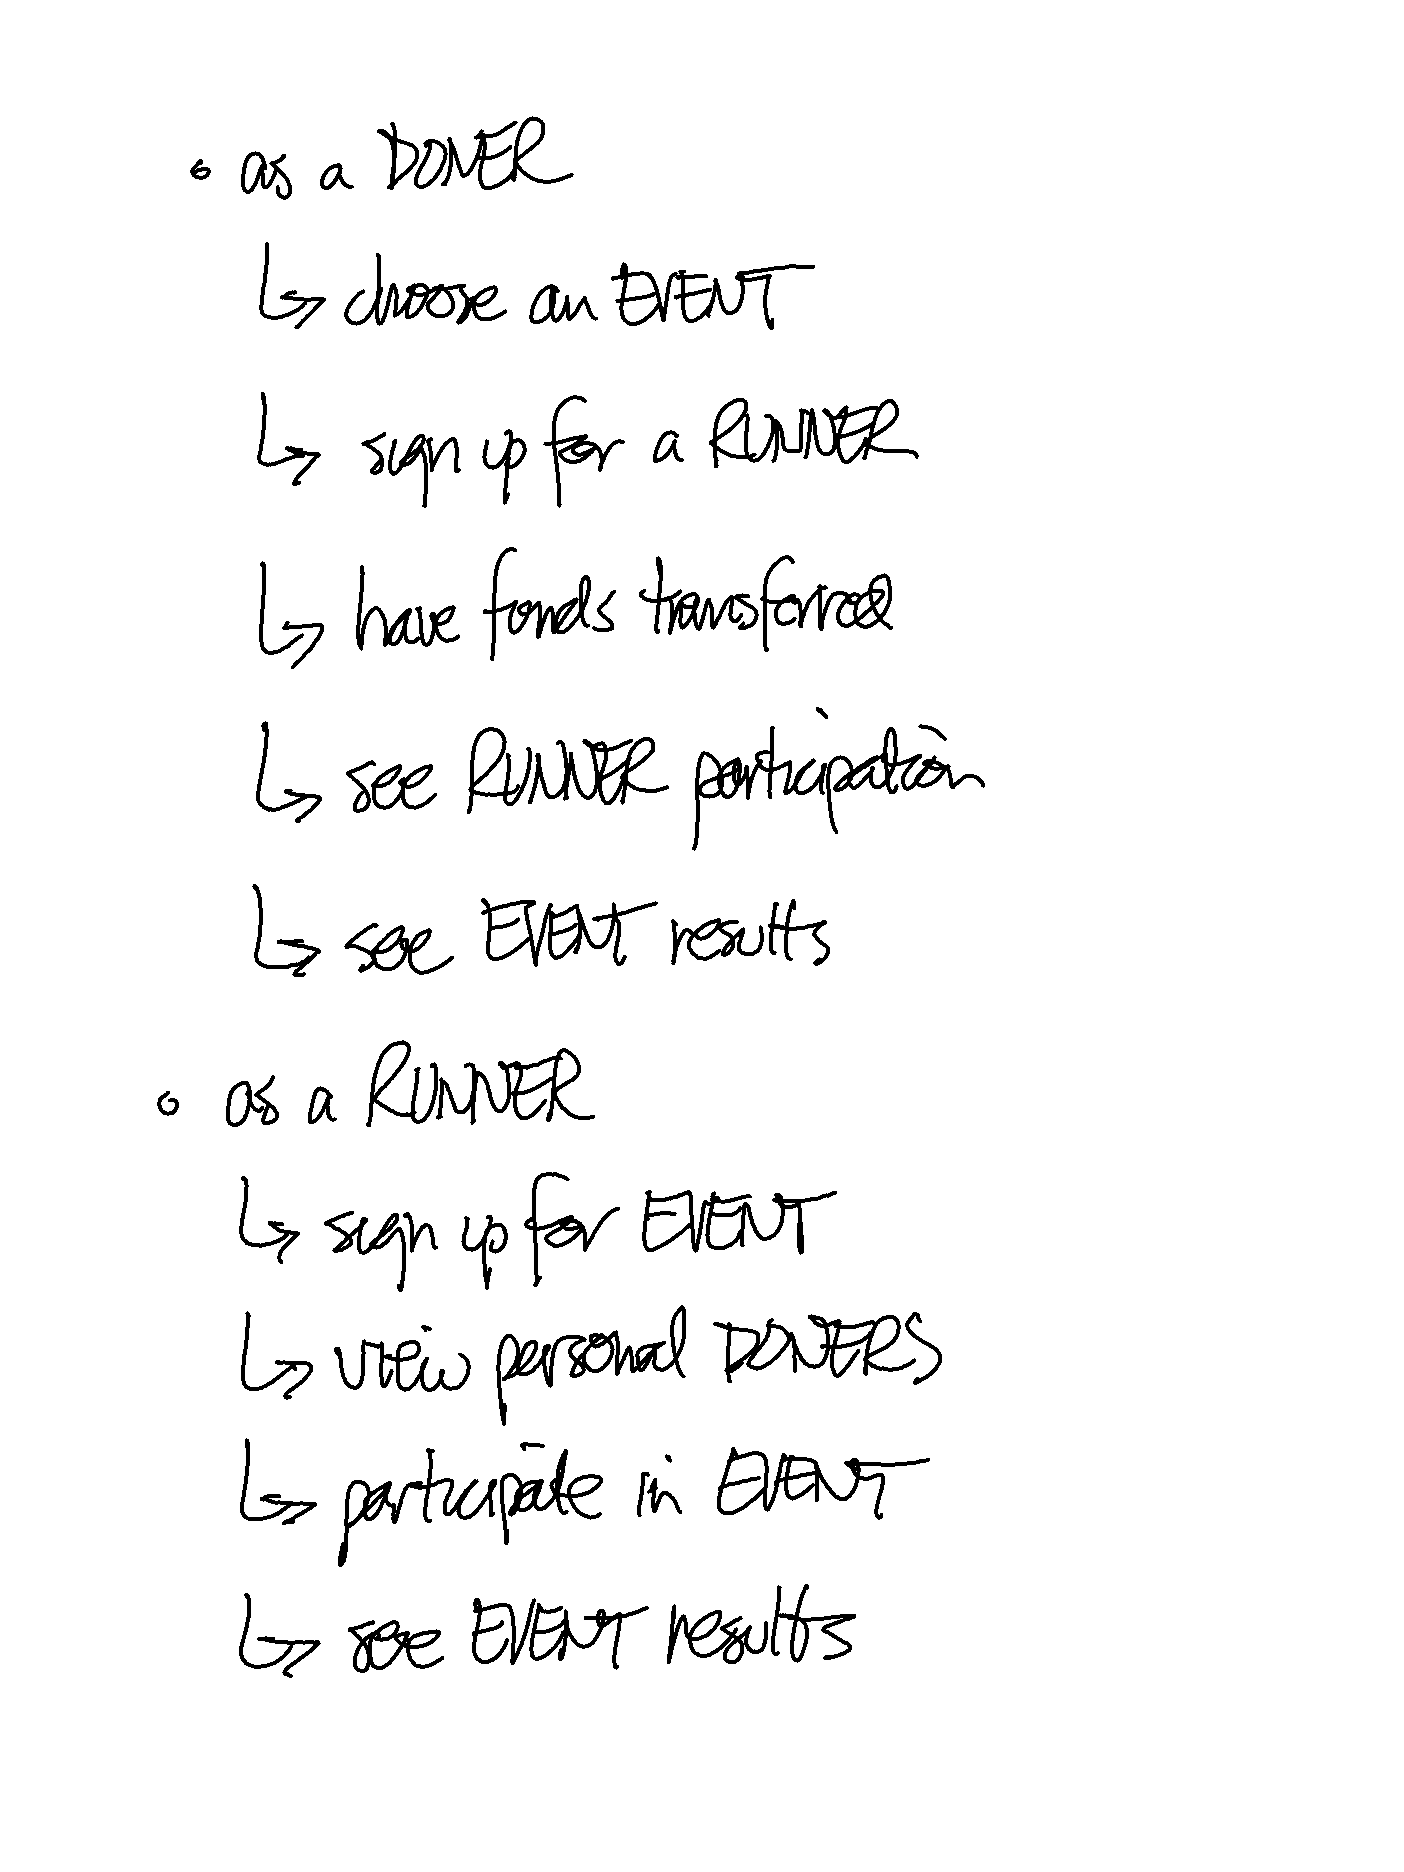 • as a DONER
↳ choose an EVENT
↳ sign up for a RUNNER
↳ have fonds transferred
↳ see RUNNER participation
↳ see EVENT results
• as a RUNNER
↳ sign up for EVENT
↳ view personal DONERS
↳ participate in EVENT
↳ see EVENT results